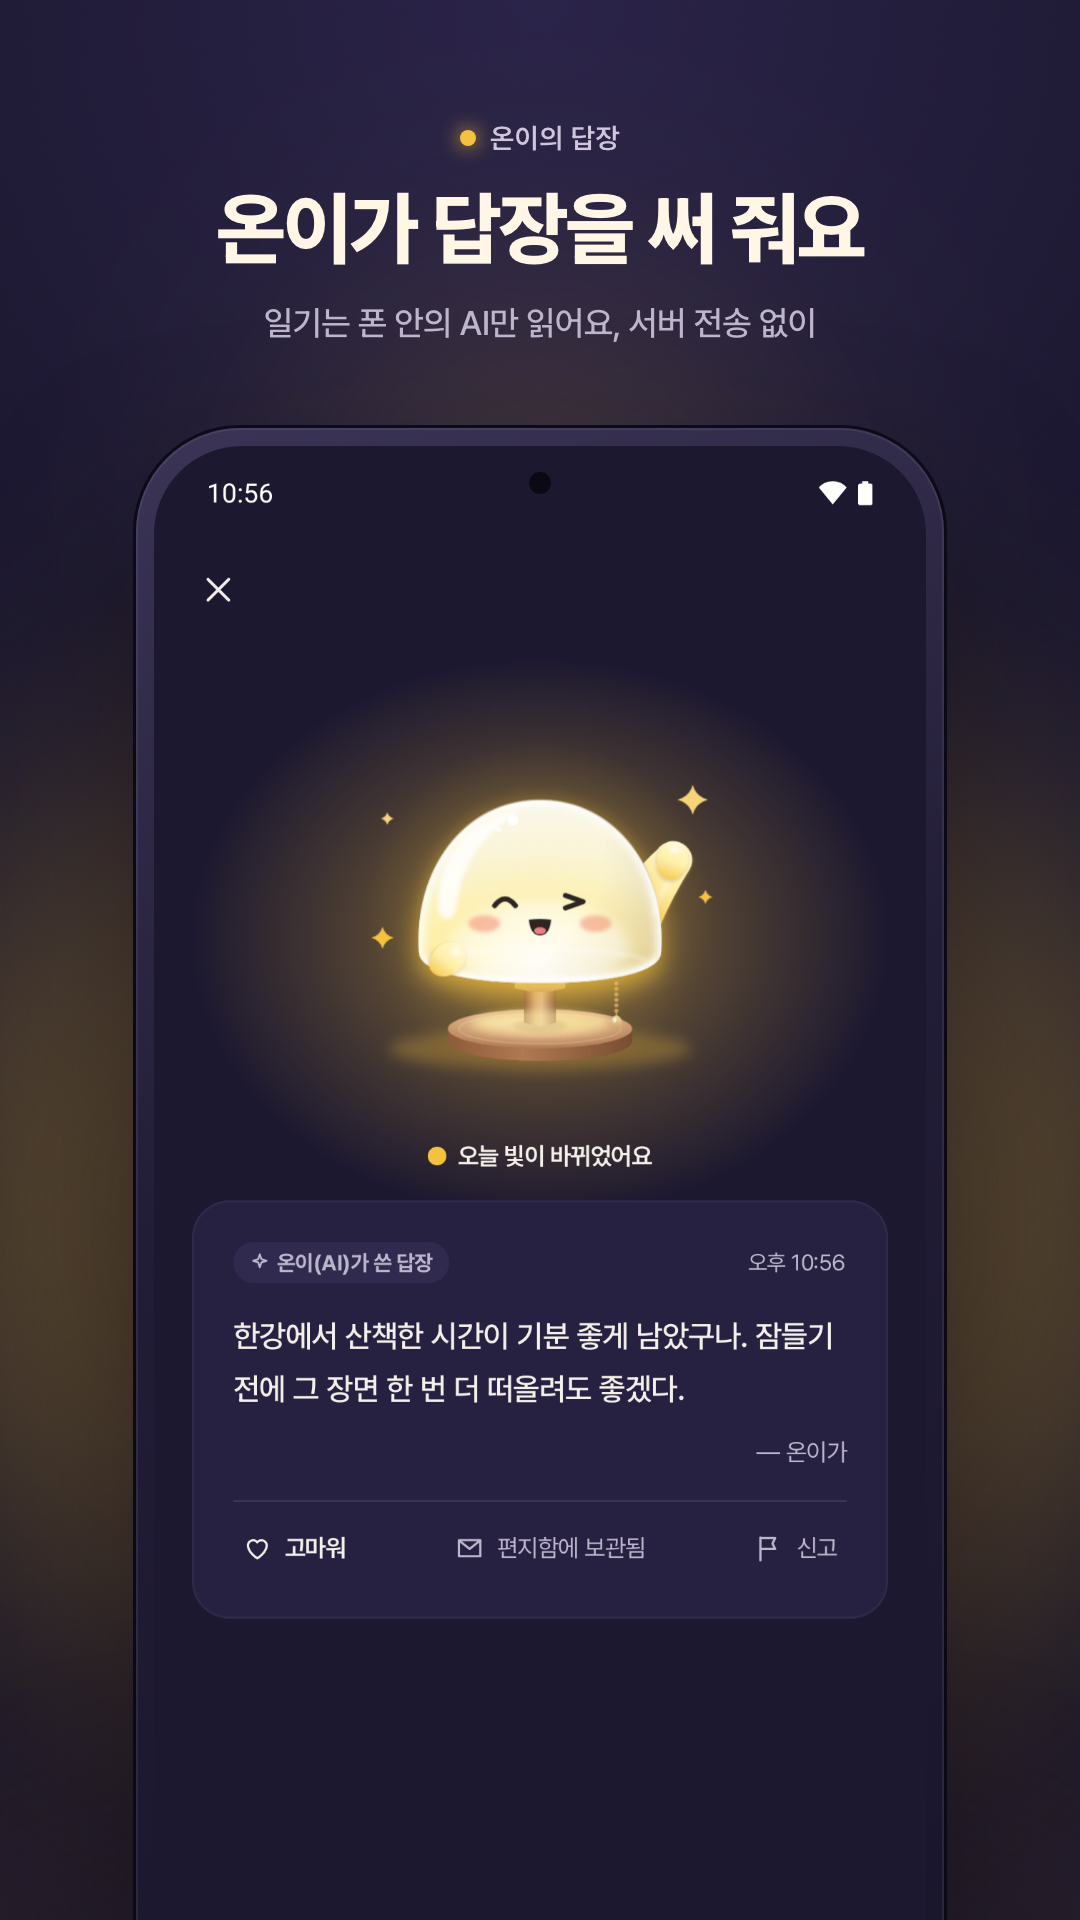 온이의 답장
온이가 답장을 써 줘요
일기는 폰 안의 AI만 읽어요, 서버 전송 없이
10:56
오늘 빛이 바뀌었어요
온이(AI)가 쓴 답장
오후 10:56
한강에서 산책한 시간이 기분 좋게 남았구나. 잠들기
전에 그 장면 한 번 더 떠올려도 좋겠다.
— 온이가
고마워
편지함에 보관됨
신고